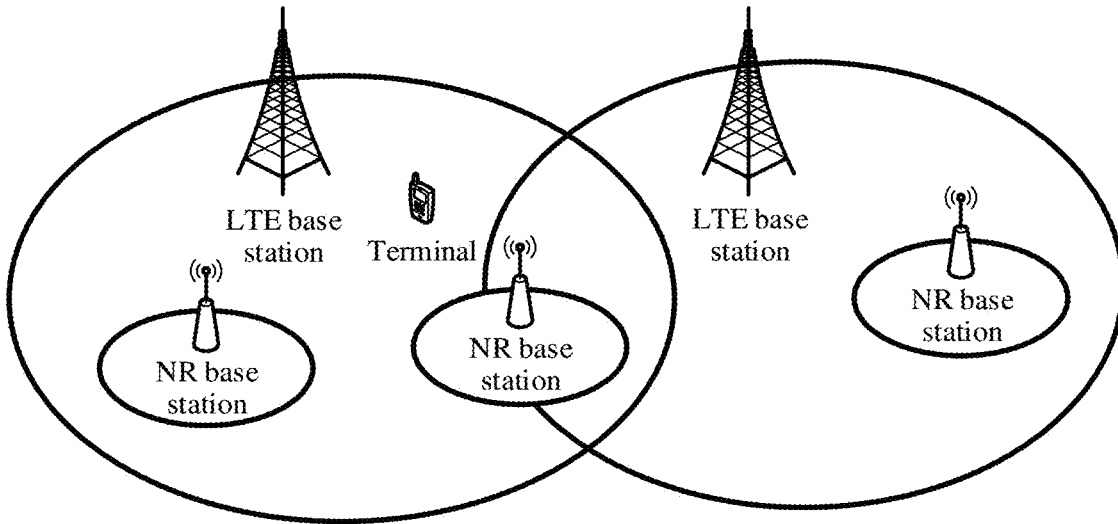 LTE base
station
Terminal
LTE base
station
NR base
station
NR base
station
NR base
station